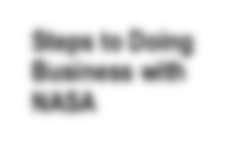 Steps to Doing
Business with
NASA